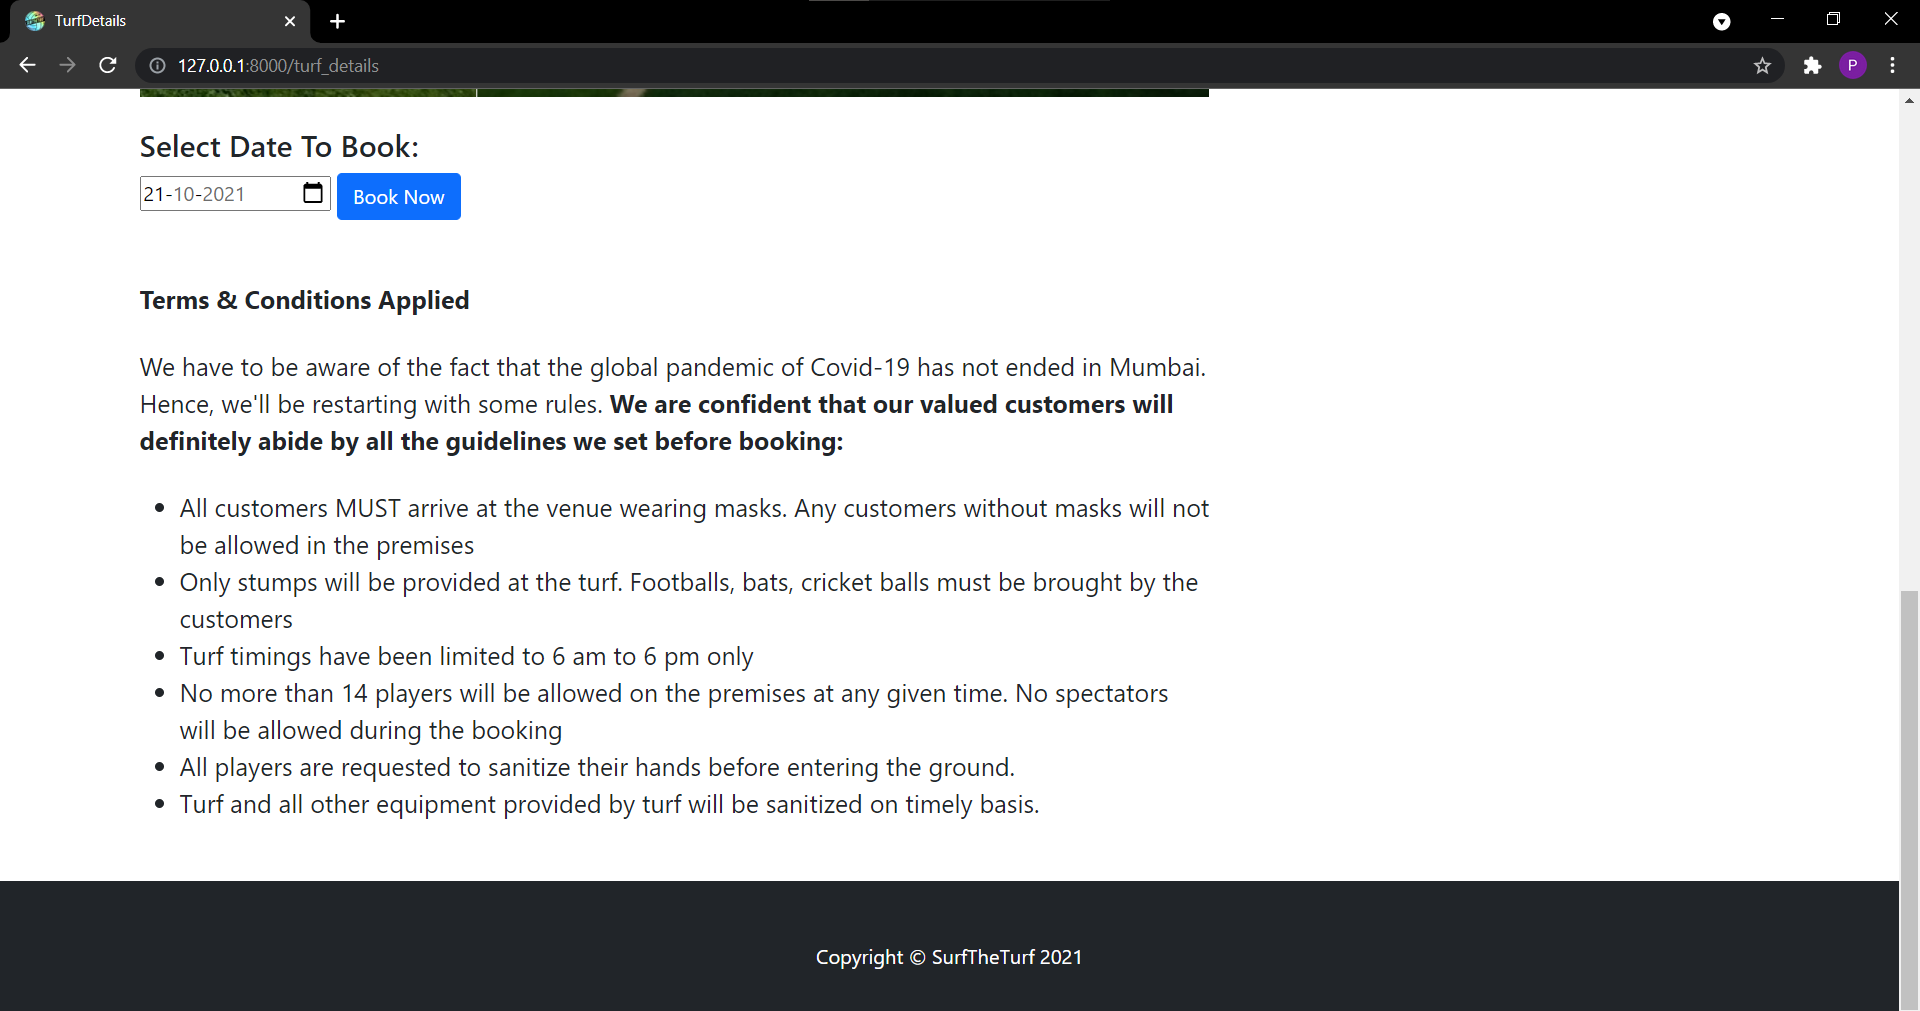 TurfDetails
127.0.0.1:8000/turf_details
P
Select Date To Book:
21-10-2021
Book Now
Terms & Conditions Applied
We have to be aware of the fact that the global pandemic of Covid-19 has not ended in Mumbai.
Hence, we'll be restarting with some rules. We are confident that our valued customers will
definitely abide by all the guidelines we set before booking:
• All customers MUST arrive at the venue wearing masks. Any customers without masks will not
be allowed in the premises
• Only stumps will be provided at the turf. Footballs, bats, cricket balls must be brought by the
customers
• Turf timings have been limited to 6 am to 6 pm only
• No more than 14 players will be allowed on the premises at any given time. No spectators
will be allowed during the booking
• All players are requested to sanitize their hands before entering the ground.
• Turf and all other equipment provided by turf will be sanitized on timely basis.
Copyright © SurfTheTurf 2021